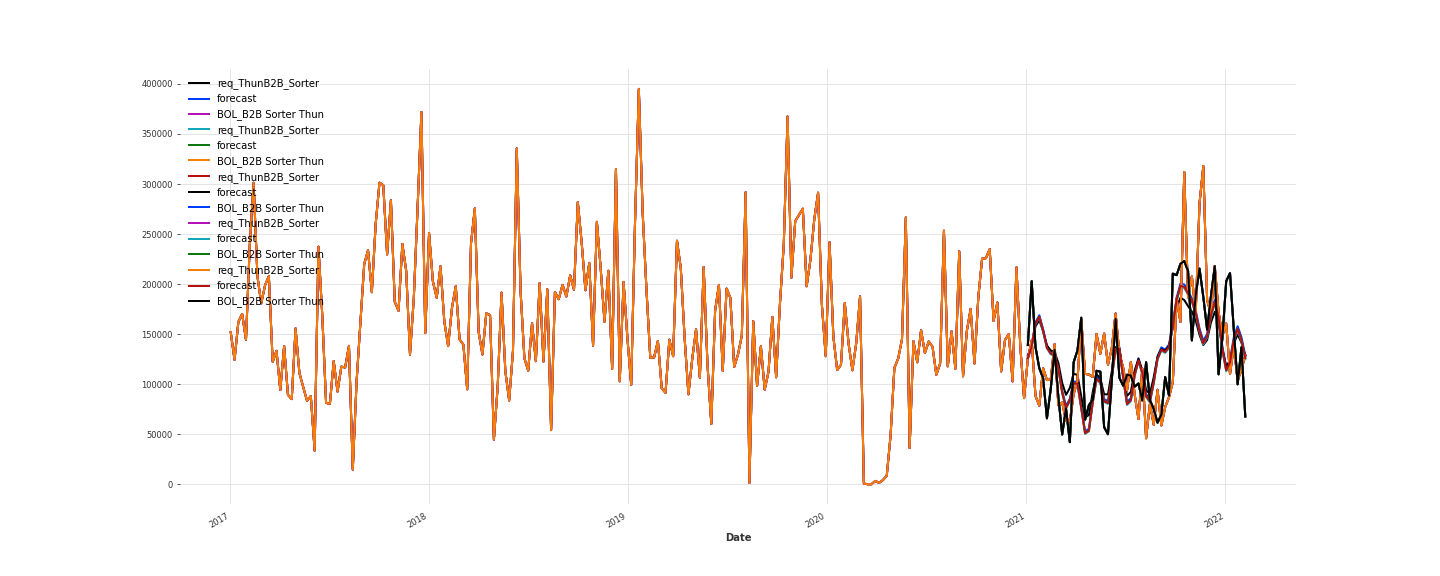 400000
350000
300000
250000
200000
150000
100000
50000
0
req_ThunB2B_Sorter
forecast
BOL_B2B Sorter Thun
req_ThunB2B_Sorter
forecast
BOL_B2B Sorter Thun
req_ThunB2B_Sorter
forecast
BOL_B2B Sorter Thun
req_ThunB2B_Sorter
forecast
BOL_B2B Sorter Thun
req_ThunB2B_Sorter
forecast
BOL_B2B Sorter Thun
2017
2018
2019
2020
2021
2022
Date